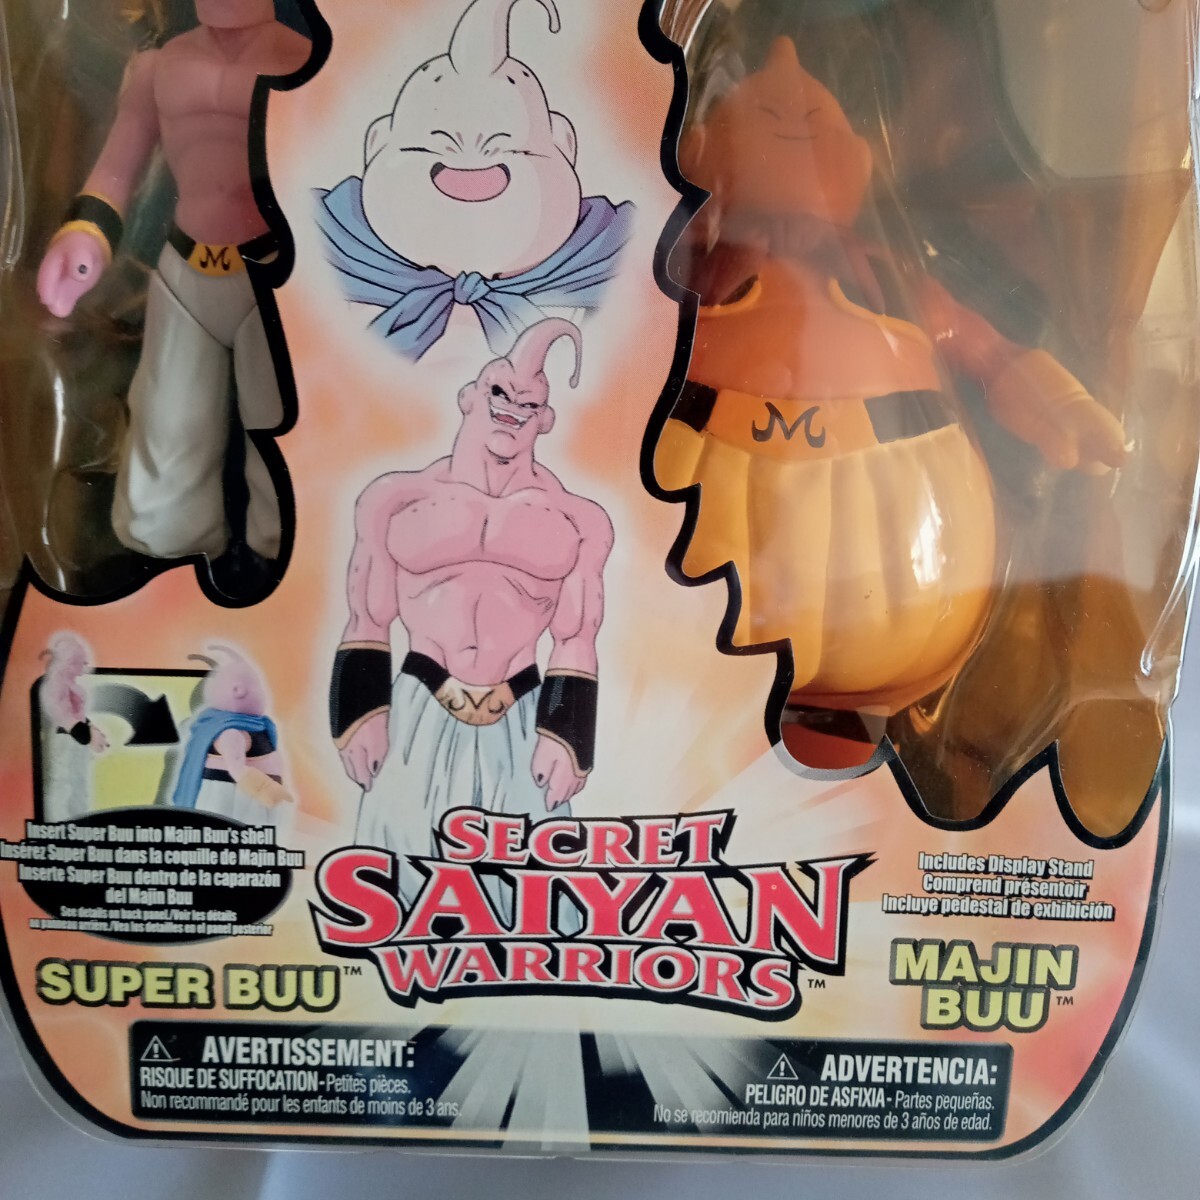 M
M
M
Insert Super Buu into Majin Buu's shell
Insérez Super Buu dans la coquille de Majin Buu
Inserte Super Buu dentro de la caparazón
del Majin Buu
See details on back panel./Voir les détails
au panneau arrière./Vea los detailles en el panel posterior
SUPER BUU™
SECRET
SAIYAN
WARRIORS™
Includes Display Stand
Comprend présentoir
Incluye pedestal de exhibición
MAJIN
BUU™
AVERTISSEMENT:
RISQUE DE SUFFOCATION-Petites pièces.
Non recommandé pour les enfants de moins de 3 ans.
ADVERTENCIA:
PELIGRO DE ASFIXIA- Partes pequeñas.
No se recomienda para niños menores de 3 años de edad.